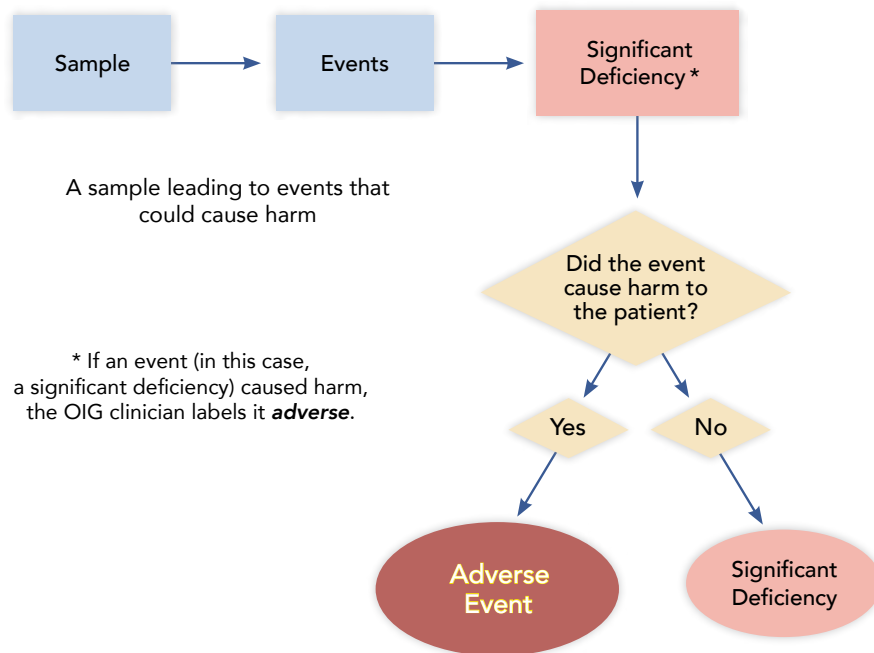 Sample
Events
Significant
Deficiency *
A sample leading to events that
could cause harm
Did the event
cause harm to
the patient?
* If an event (in this case,
a significant deficiency) caused harm,
the OIG clinician labels it adverse.
Yes
No
Adverse
Event
Significant
Deficiency